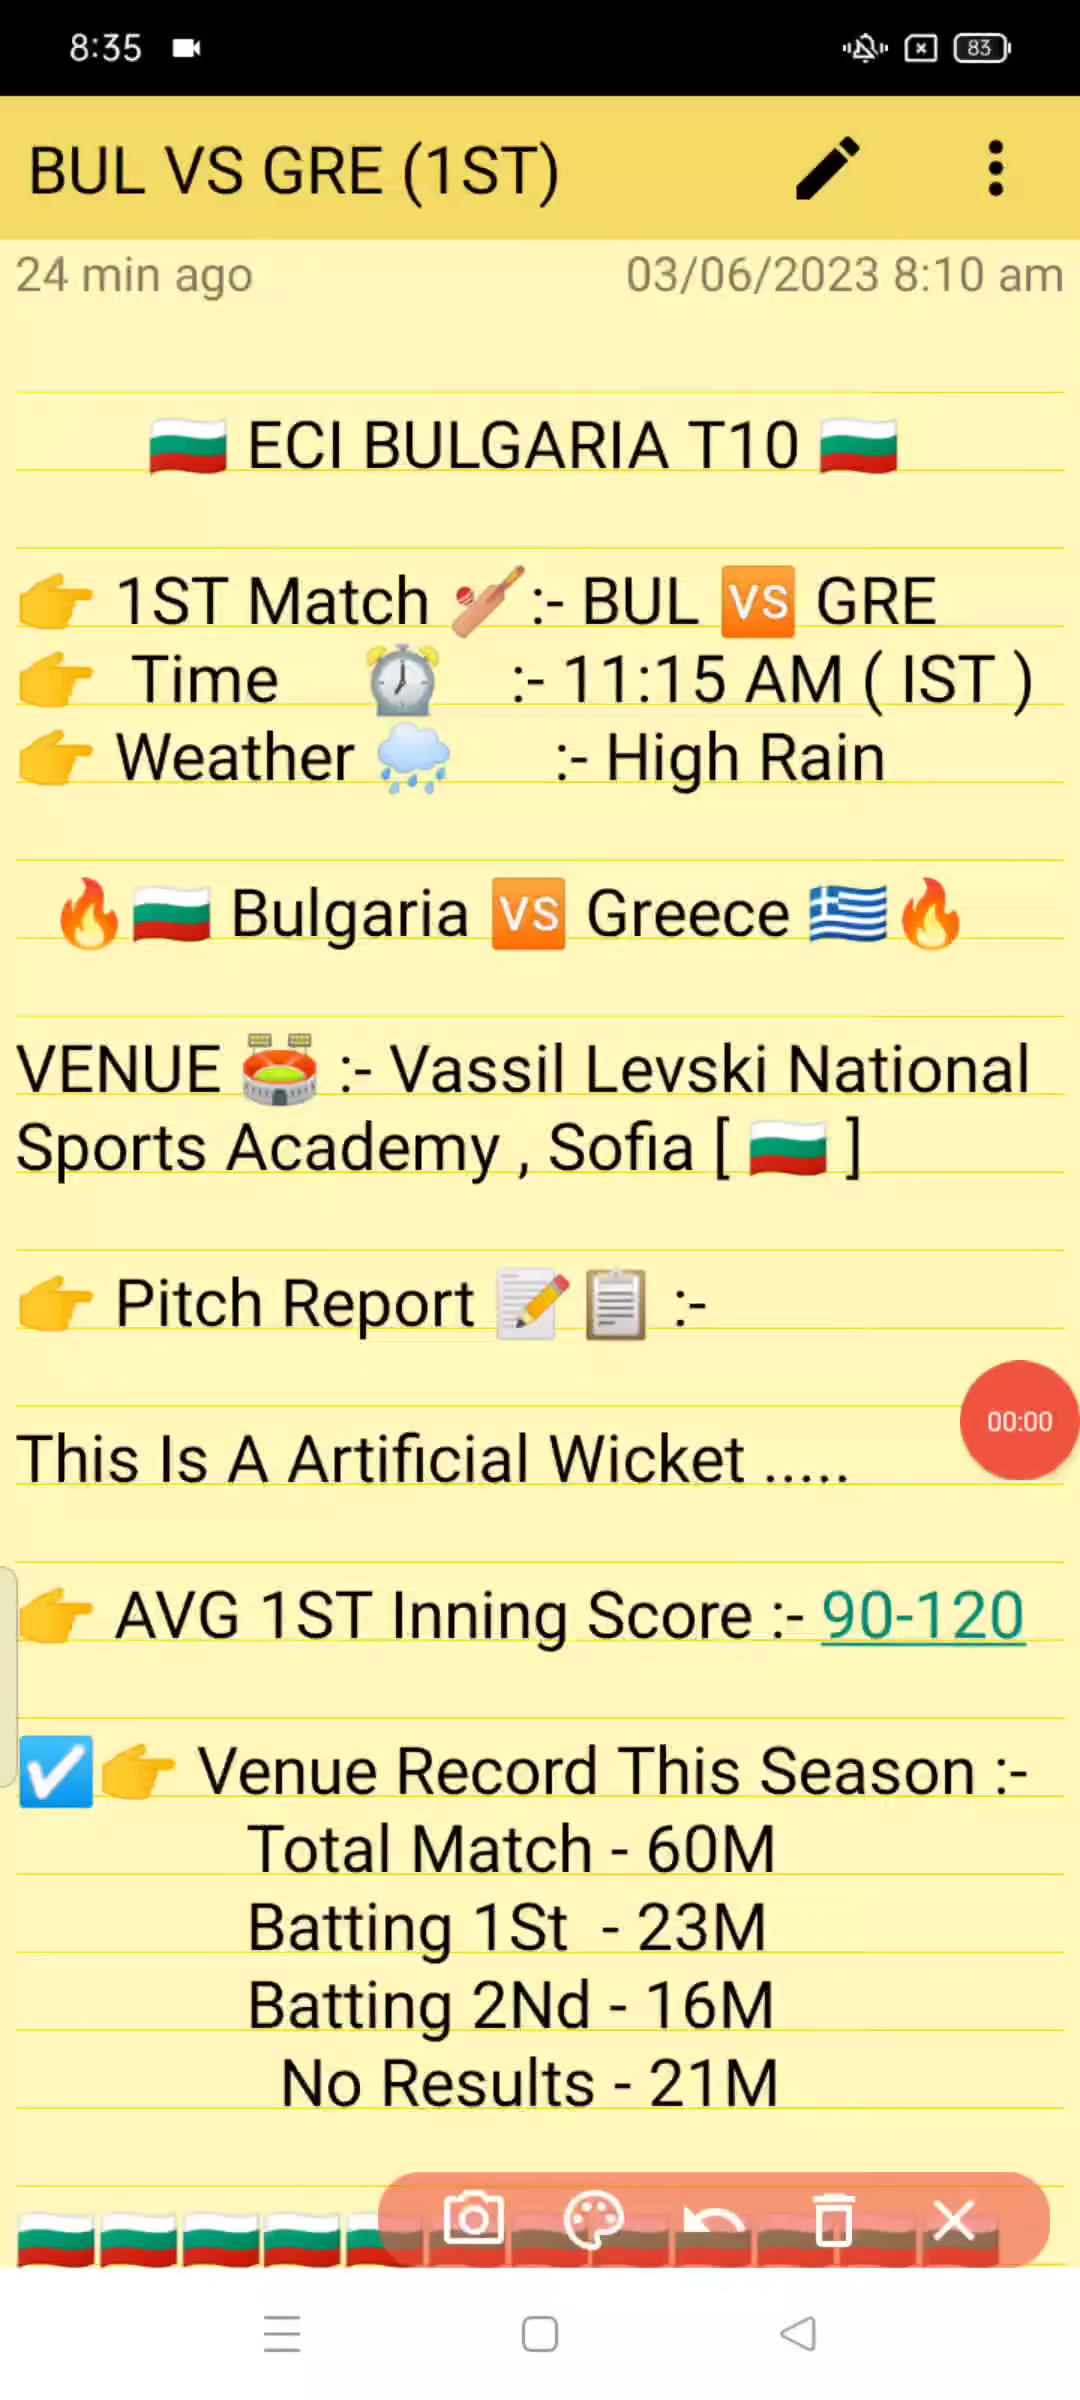 8:35
83
BUL VS GRE (1ST)
24 min ago 03/06/2023 8:10 am
🇧🇬 ECI BULGARIA T10 🇧🇬
👉 1ST Match 🏏 :- BUL 🆚 GRE
👉 Time ⏰ :- 11:15 AM ( IST )
👉 Weather 🌧 :- High Rain
🔥🇧🇬 Bulgaria 🆚 Greece 🇬🇷🔥
VENUE 🏟 :- Vassil Levski National
Sports Academy , Sofia [ 🇧🇬 ]
👉 Pitch Report 📝📋 :-
This Is A Artificial Wicket .....
00:00
👉 AVG 1ST Inning Score :- 90-120
☑👉 Venue Record This Season :-
Total Match - 60M
Batting 1St - 23M
Batting 2Nd - 16M
No Results - 21M